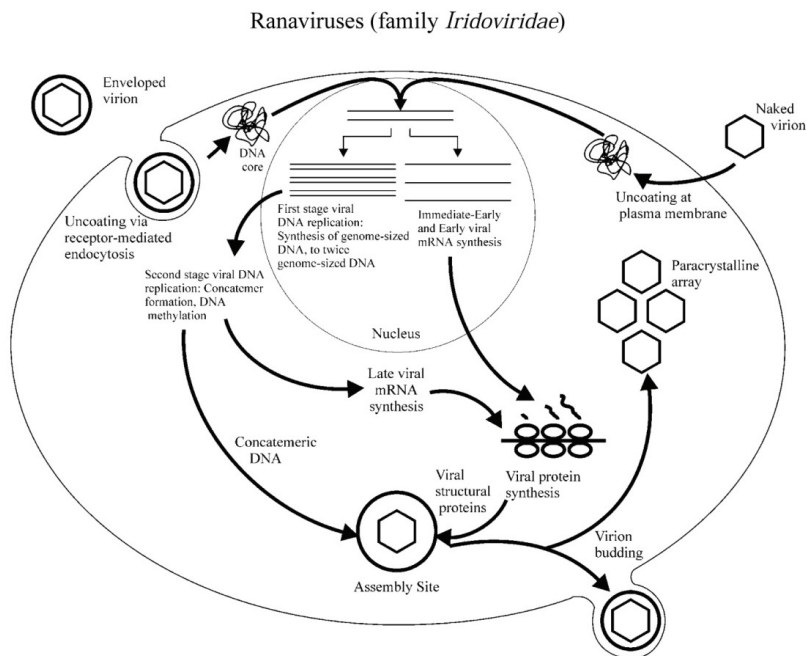 Ranaviruses (family Iridoviridae)
Enveloped
virion
DNA
core
Naked
virion
Uncoating via
receptor-mediated
endocytosis
Uncoating at
plasma membrane
First stage viral
DNA replication:
Synthesis of genome-sized
DNA, to twice
genome-sized DNA
Immediate-Early
and Early viral
mRNA synthesis
Second stage viral DNA
replication: Concatemer
formation, DNA
methylation
Paracrystalline
array
Nucleus
Late viral
mRNA
synthesis
Concatemeric
DNA
Viral
structural
proteins
Viral protein
synthesis
Virion
budding
Assembly Site